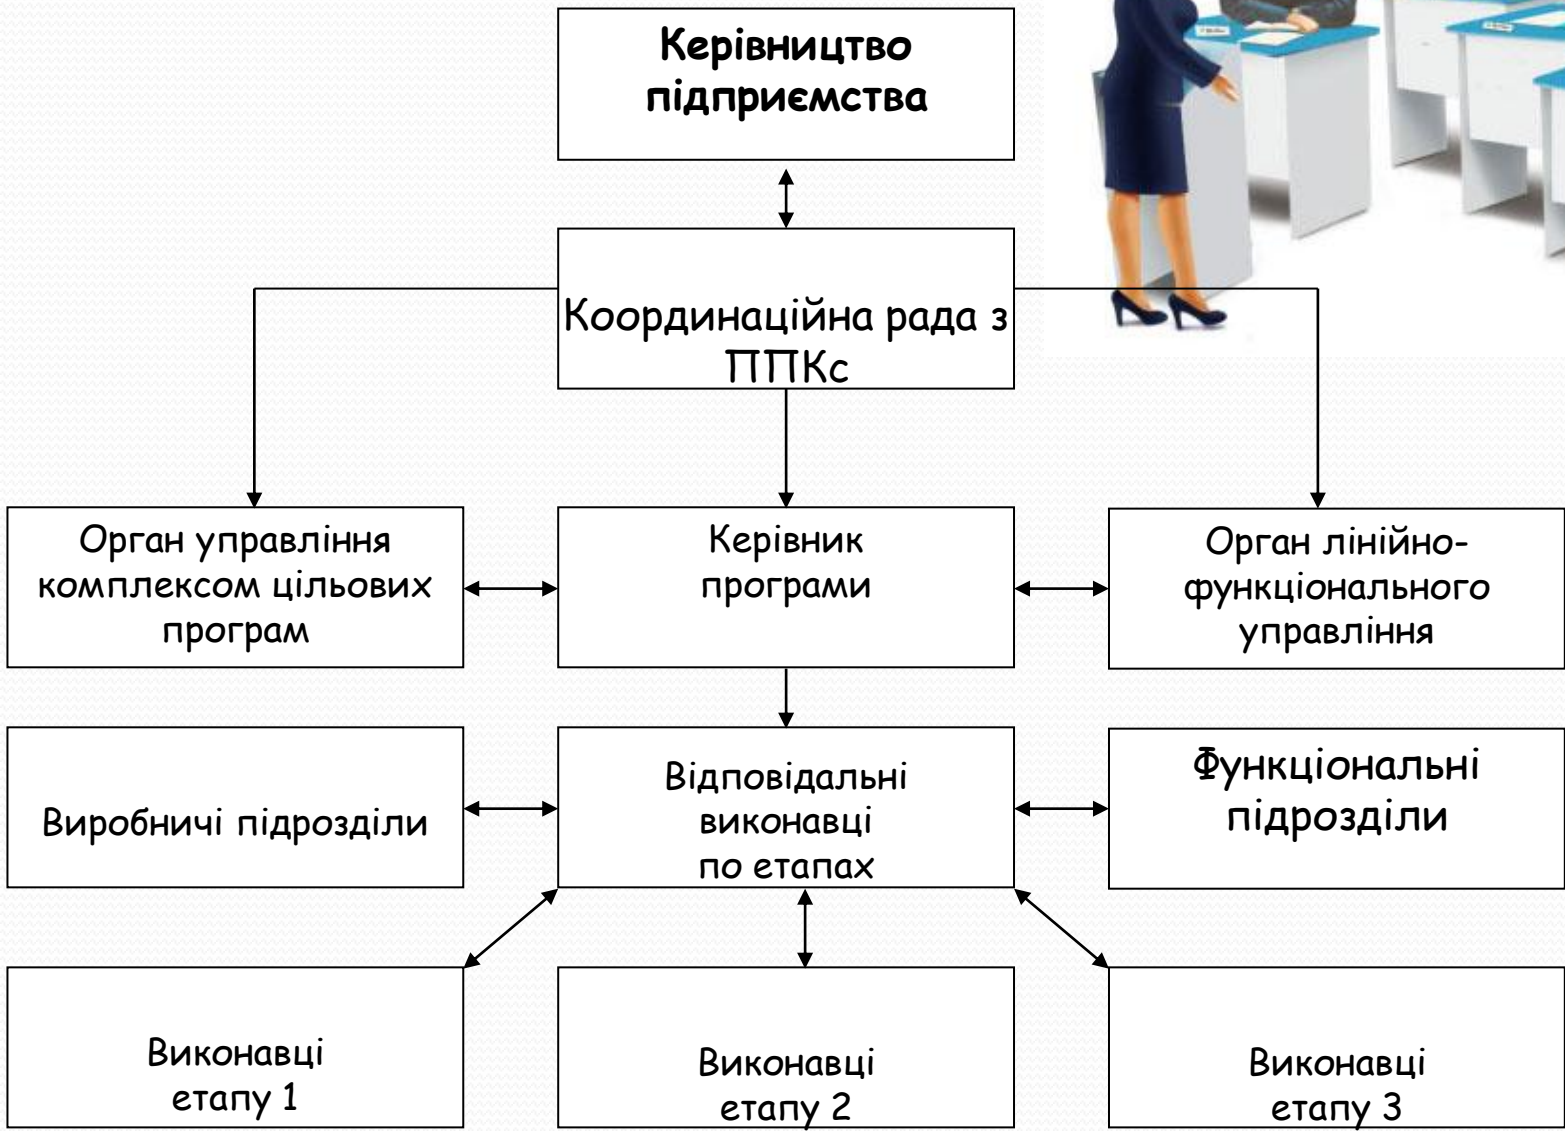 Керівництво
підприємства
Координаційна рада з
ППКс
Орган управління
комплексом цільових
програм
Керівник
програми
Орган лінійно-
функціонального
управління
Виробничі підрозділи
Відповідальні
виконавці
по етапах
Функціональні
підрозділи
Виконавці
етапу 1
Виконавці
етапу 2
Виконавці
етапу 3